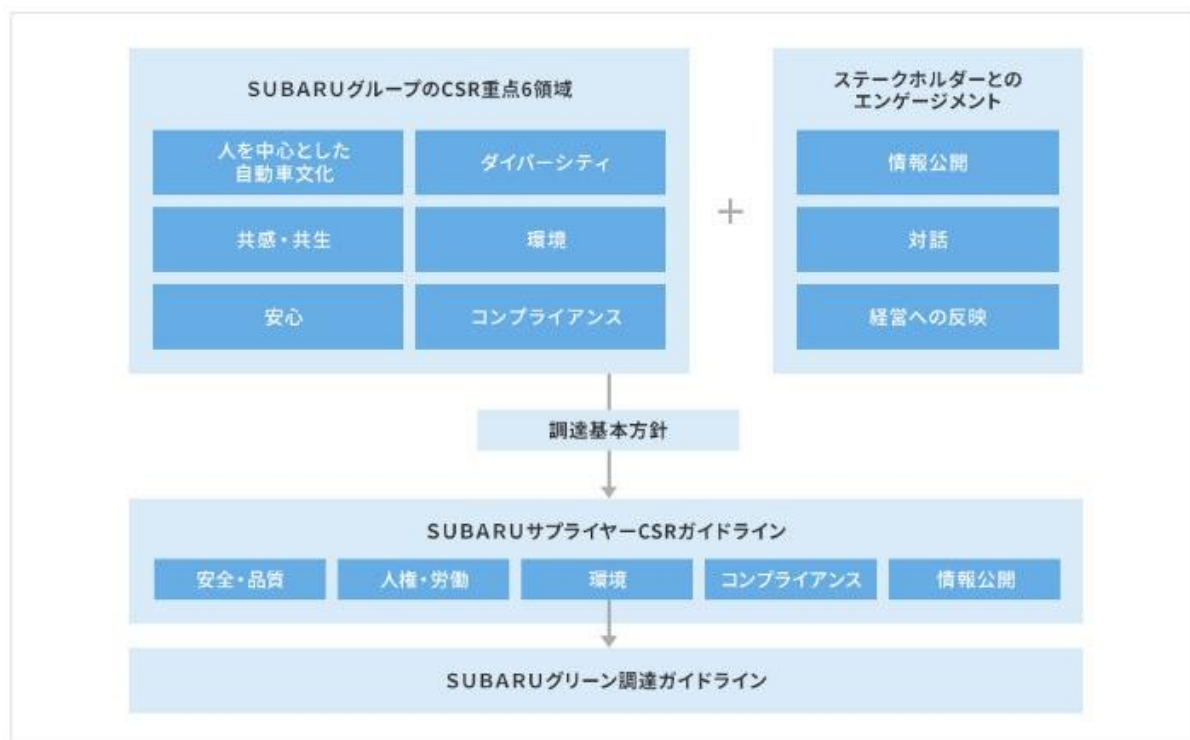 SUBARUグループのCSR重点6領域
人を中心とした
自動車文化
ダイバーシティ
共感・共生
環境
安心
コンプライアンス
ステークホルダーとの
エンゲージメント
情報公開
対話
経営への反映
+
調達基本方針
SUBARUサプライヤーCSRガイドライン
安全・品質
人権・労働
環境
コンプライアンス
情報公開
SUBARUグリーン調達ガイドライン